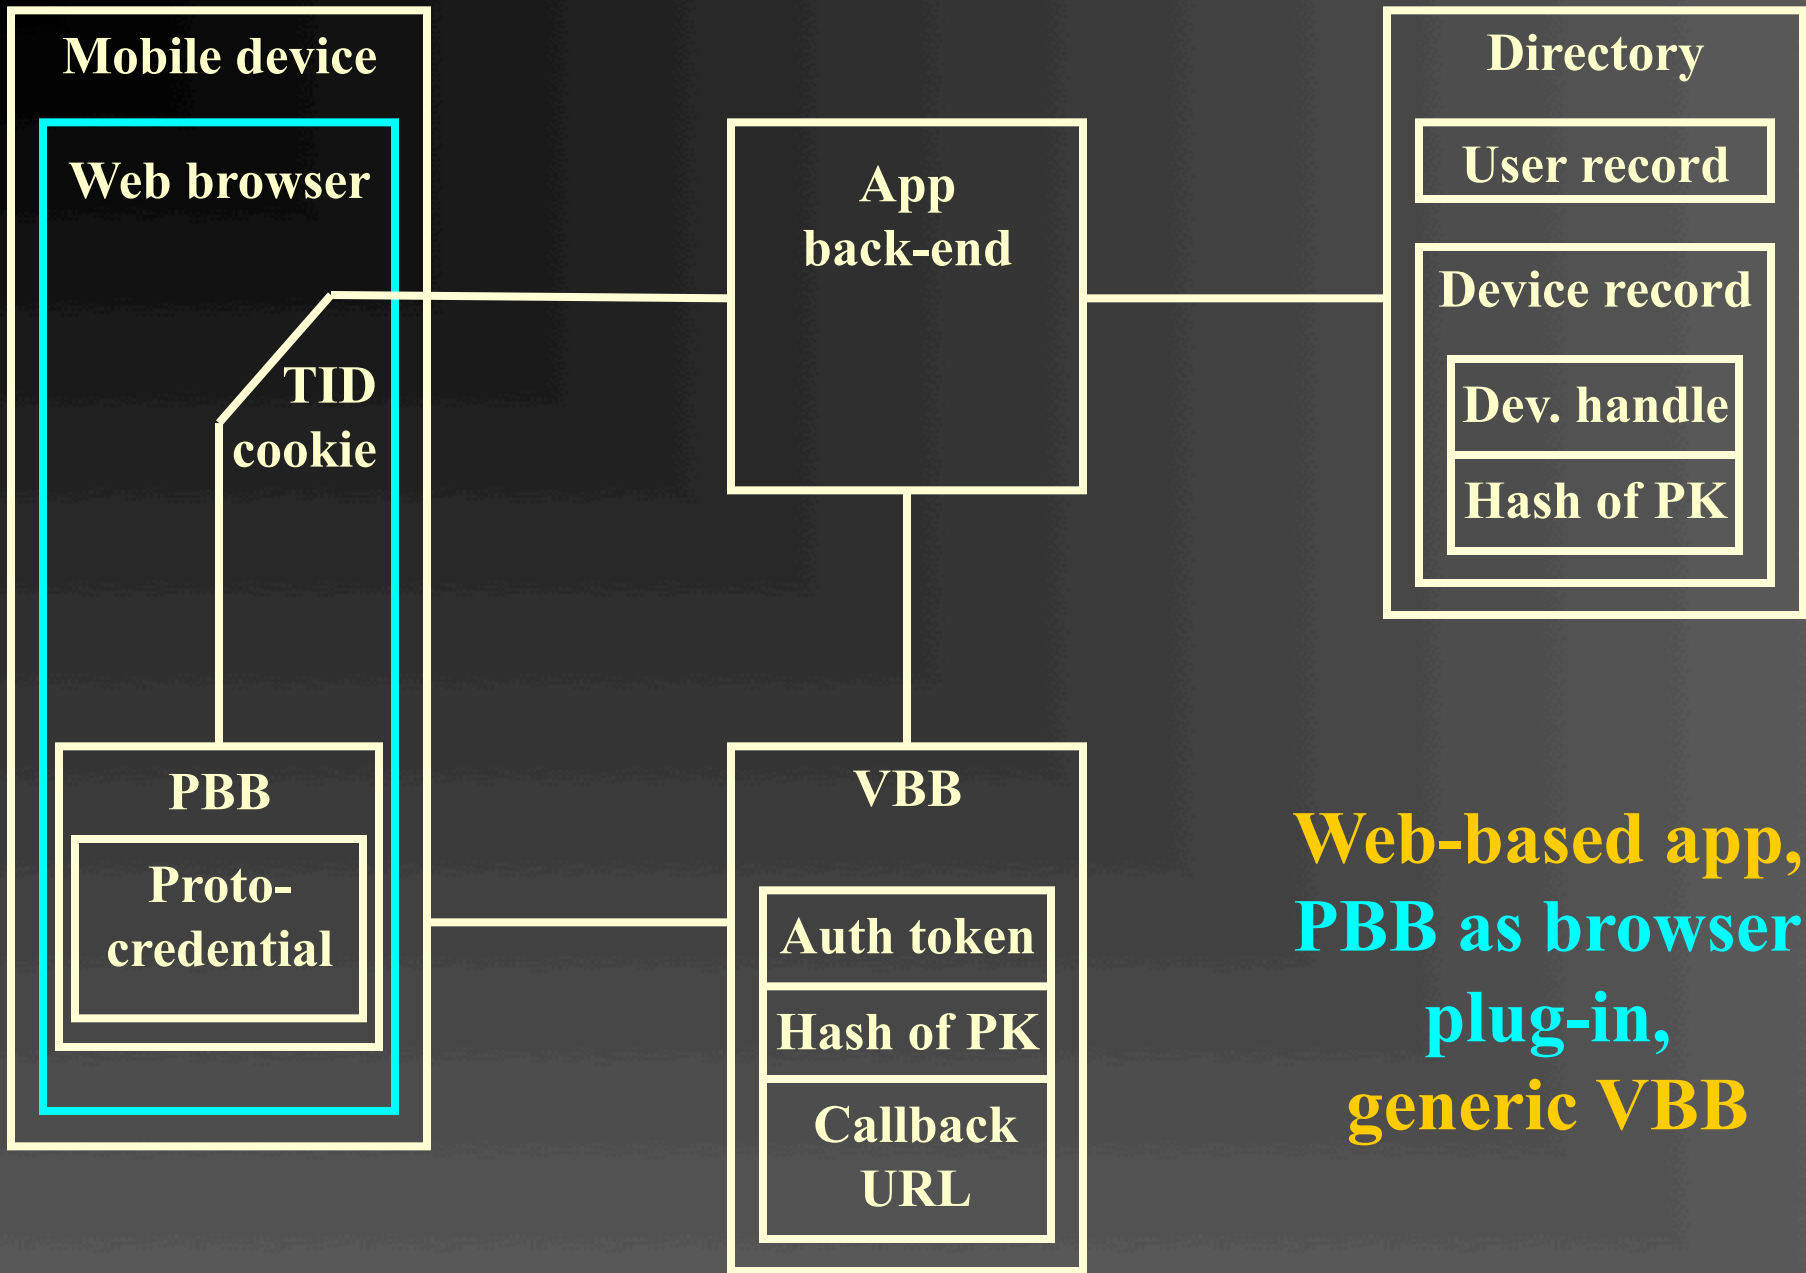 Mobile device
Web browser
TID
cookie
PBB
Proto-
credential
App
back-end
VBB
Auth token
Hash of PK
Callback
URL
Directory
User record
Device record
Dev. handle
Hash of PK
Web-based app,
PBB as browser
plug-in,
generic VBB